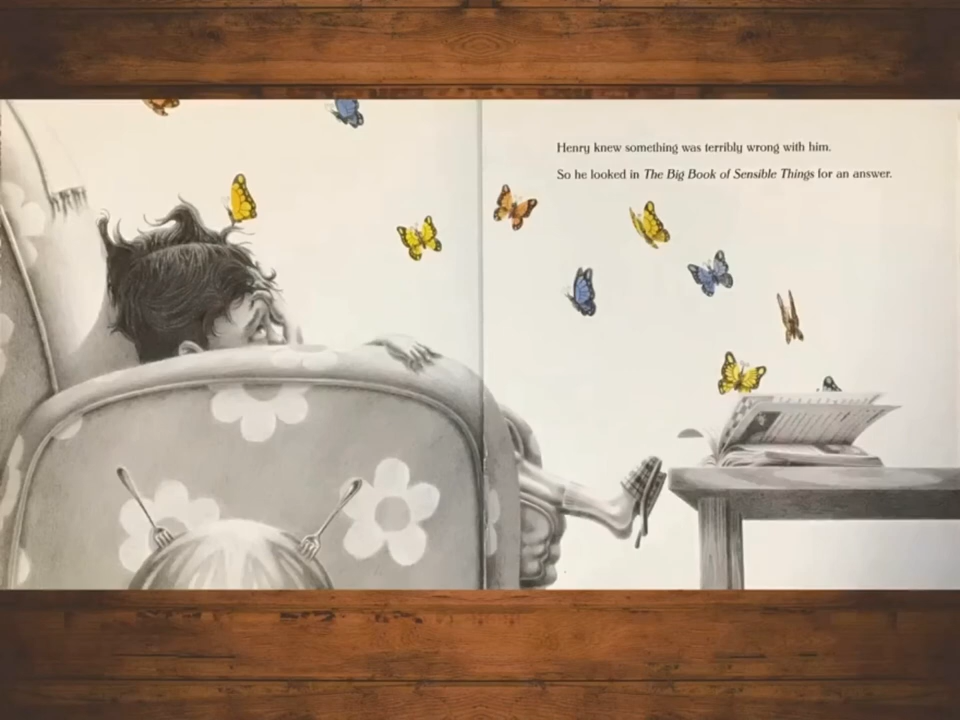 Henry knew something was terribly wrong with him.
So he looked in The Big Book of Sensible Things for an answer.